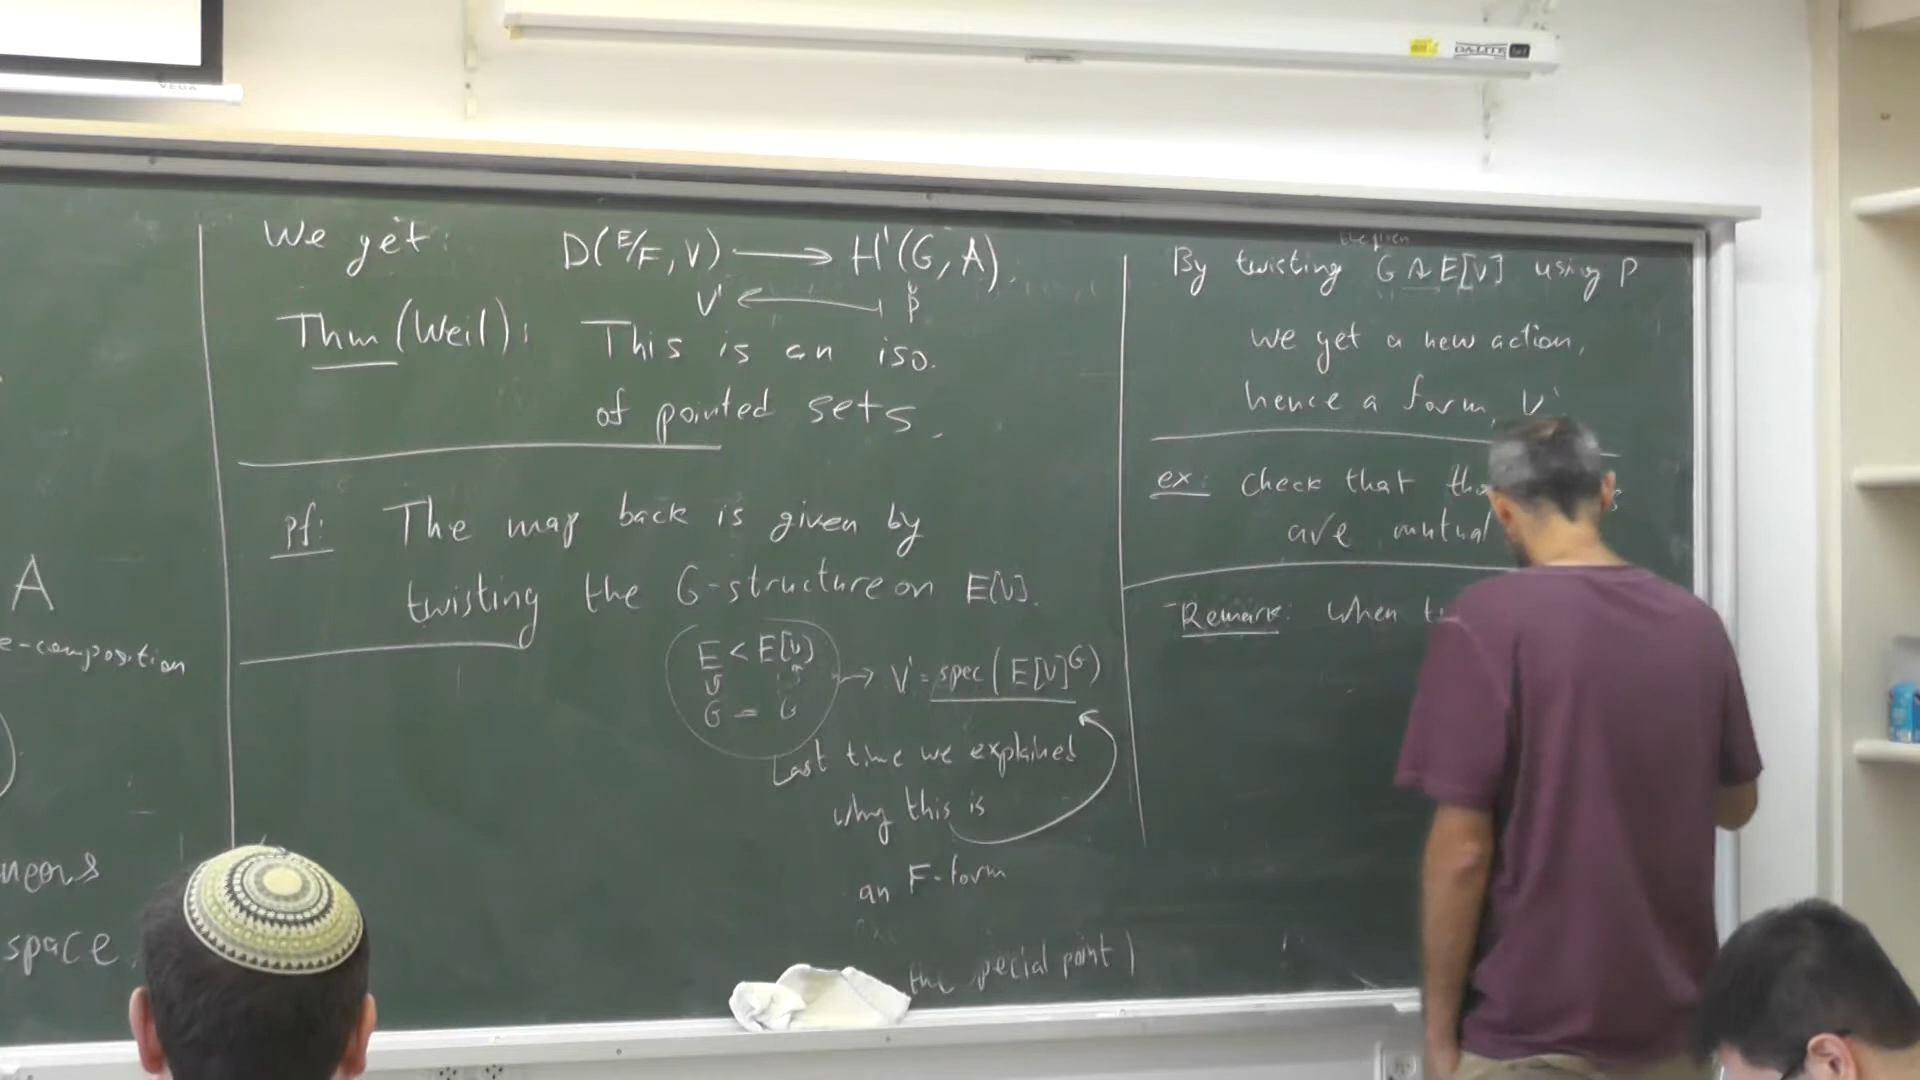 DA-LITE
A
e-composition
neous
space
We get: D(E/F, V) ⟶ H¹(G, A).
V' ⟻ p
Thm (Weil): This is an iso.
of pointed sets.
pf: The map back is given by
twisting the G-structure on E[V].
E < E[V]
G = G
→ V' = spec(E[V]^G)
Last time we explained
why this is
an F-form
the special point)
the given
By twisting G ↷ E[V] using p
we get a new action,
hence a form V'
ex: Check that
are mutual
Remark: when